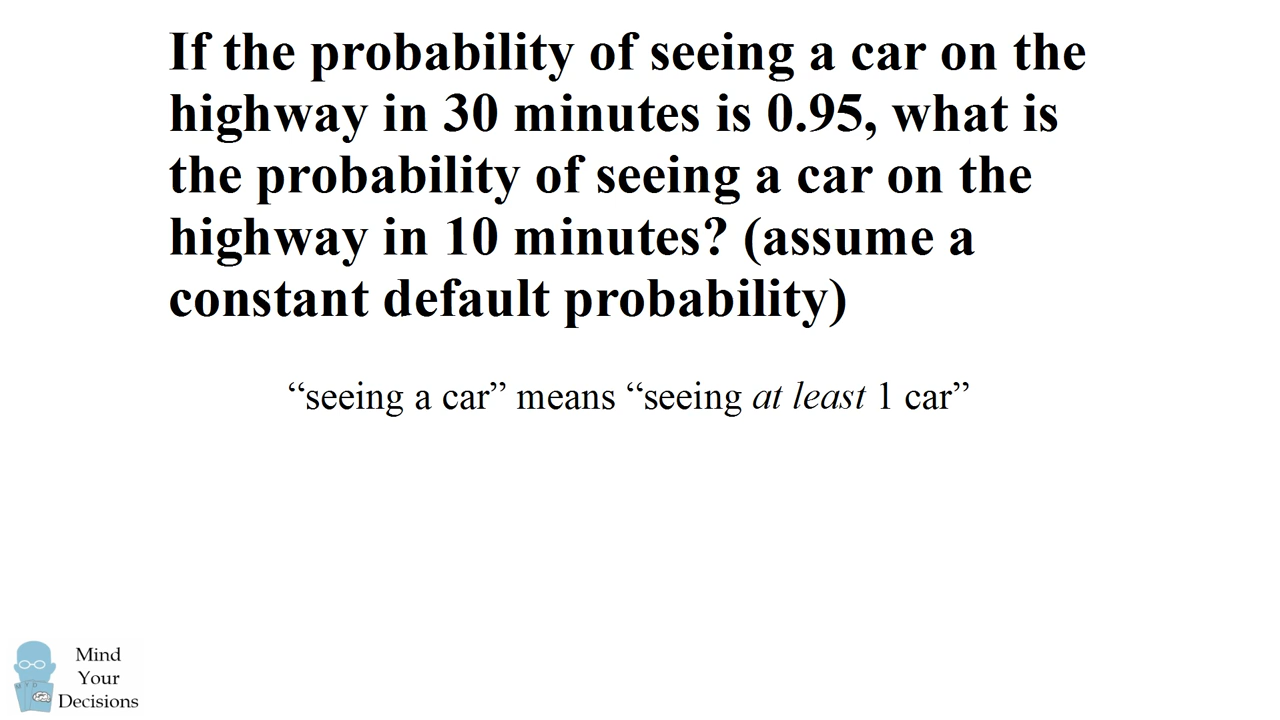 If the probability of seeing a car on the
highway in 30 minutes is 0.95, what is
the probability of seeing a car on the
highway in 10 minutes? (assume a
constant default probability)
“seeing a car” means “seeing at least 1 car”
Mind
Your
Decisions